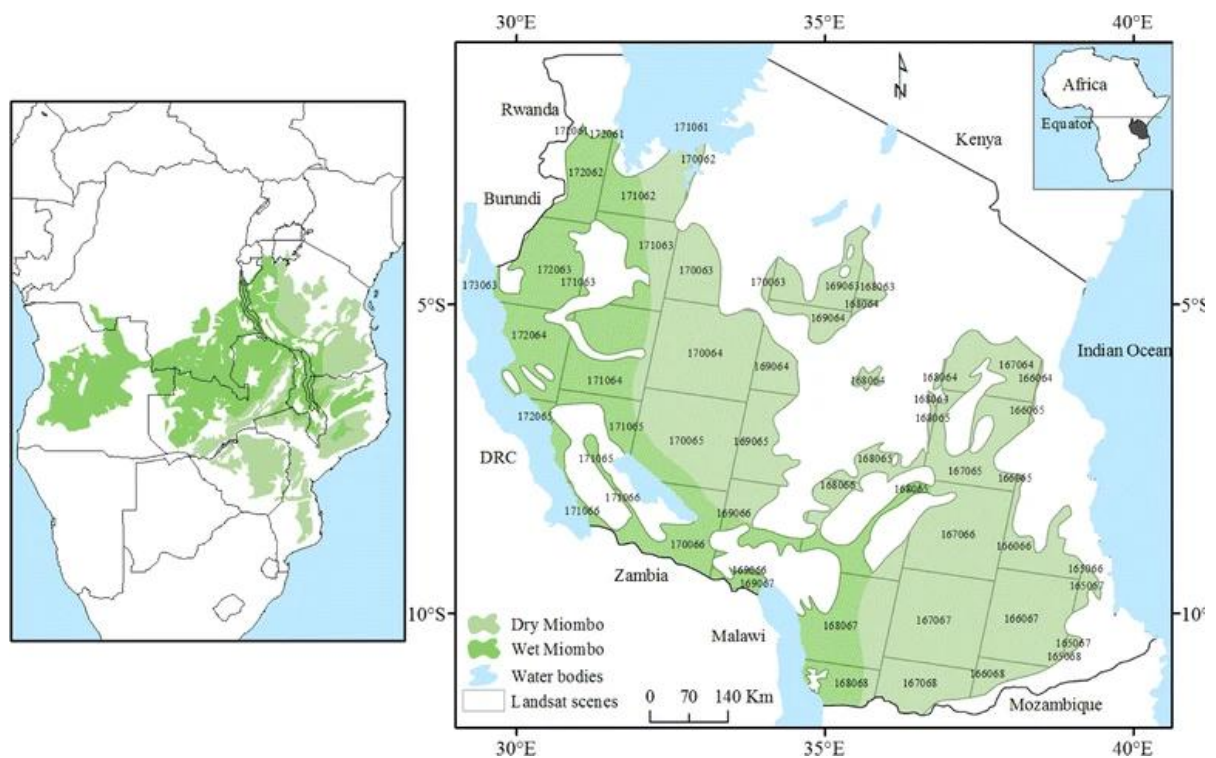 30°E 35°E 40°E
Africa
Equator
N
Rwanda
Kenya
172061 172061 171061
170062
172062
171062
Burundi
171063
172063 171063 170063 170063 169063 168063
173063
168064
169064
5°S 5°S
172064
170064
169064
Indian Ocean
167064
171064 168064 168064 166064
168064
172065 171065 168065 166065
170065 169065
DRC 171065 168065
167065 166065
168066 168065
171066
171066 169066
167066
170066 166066
169066 165066
169067 165067
Zambia
10°S 10°S
Dry Miombo
Wet Miombo
Water bodies
Landsat scenes
Malawi
168067 167067 166067
165067
165068
168068 167068 166068
0 70 140 Km
Mozambique
30°E 35°E 40°E